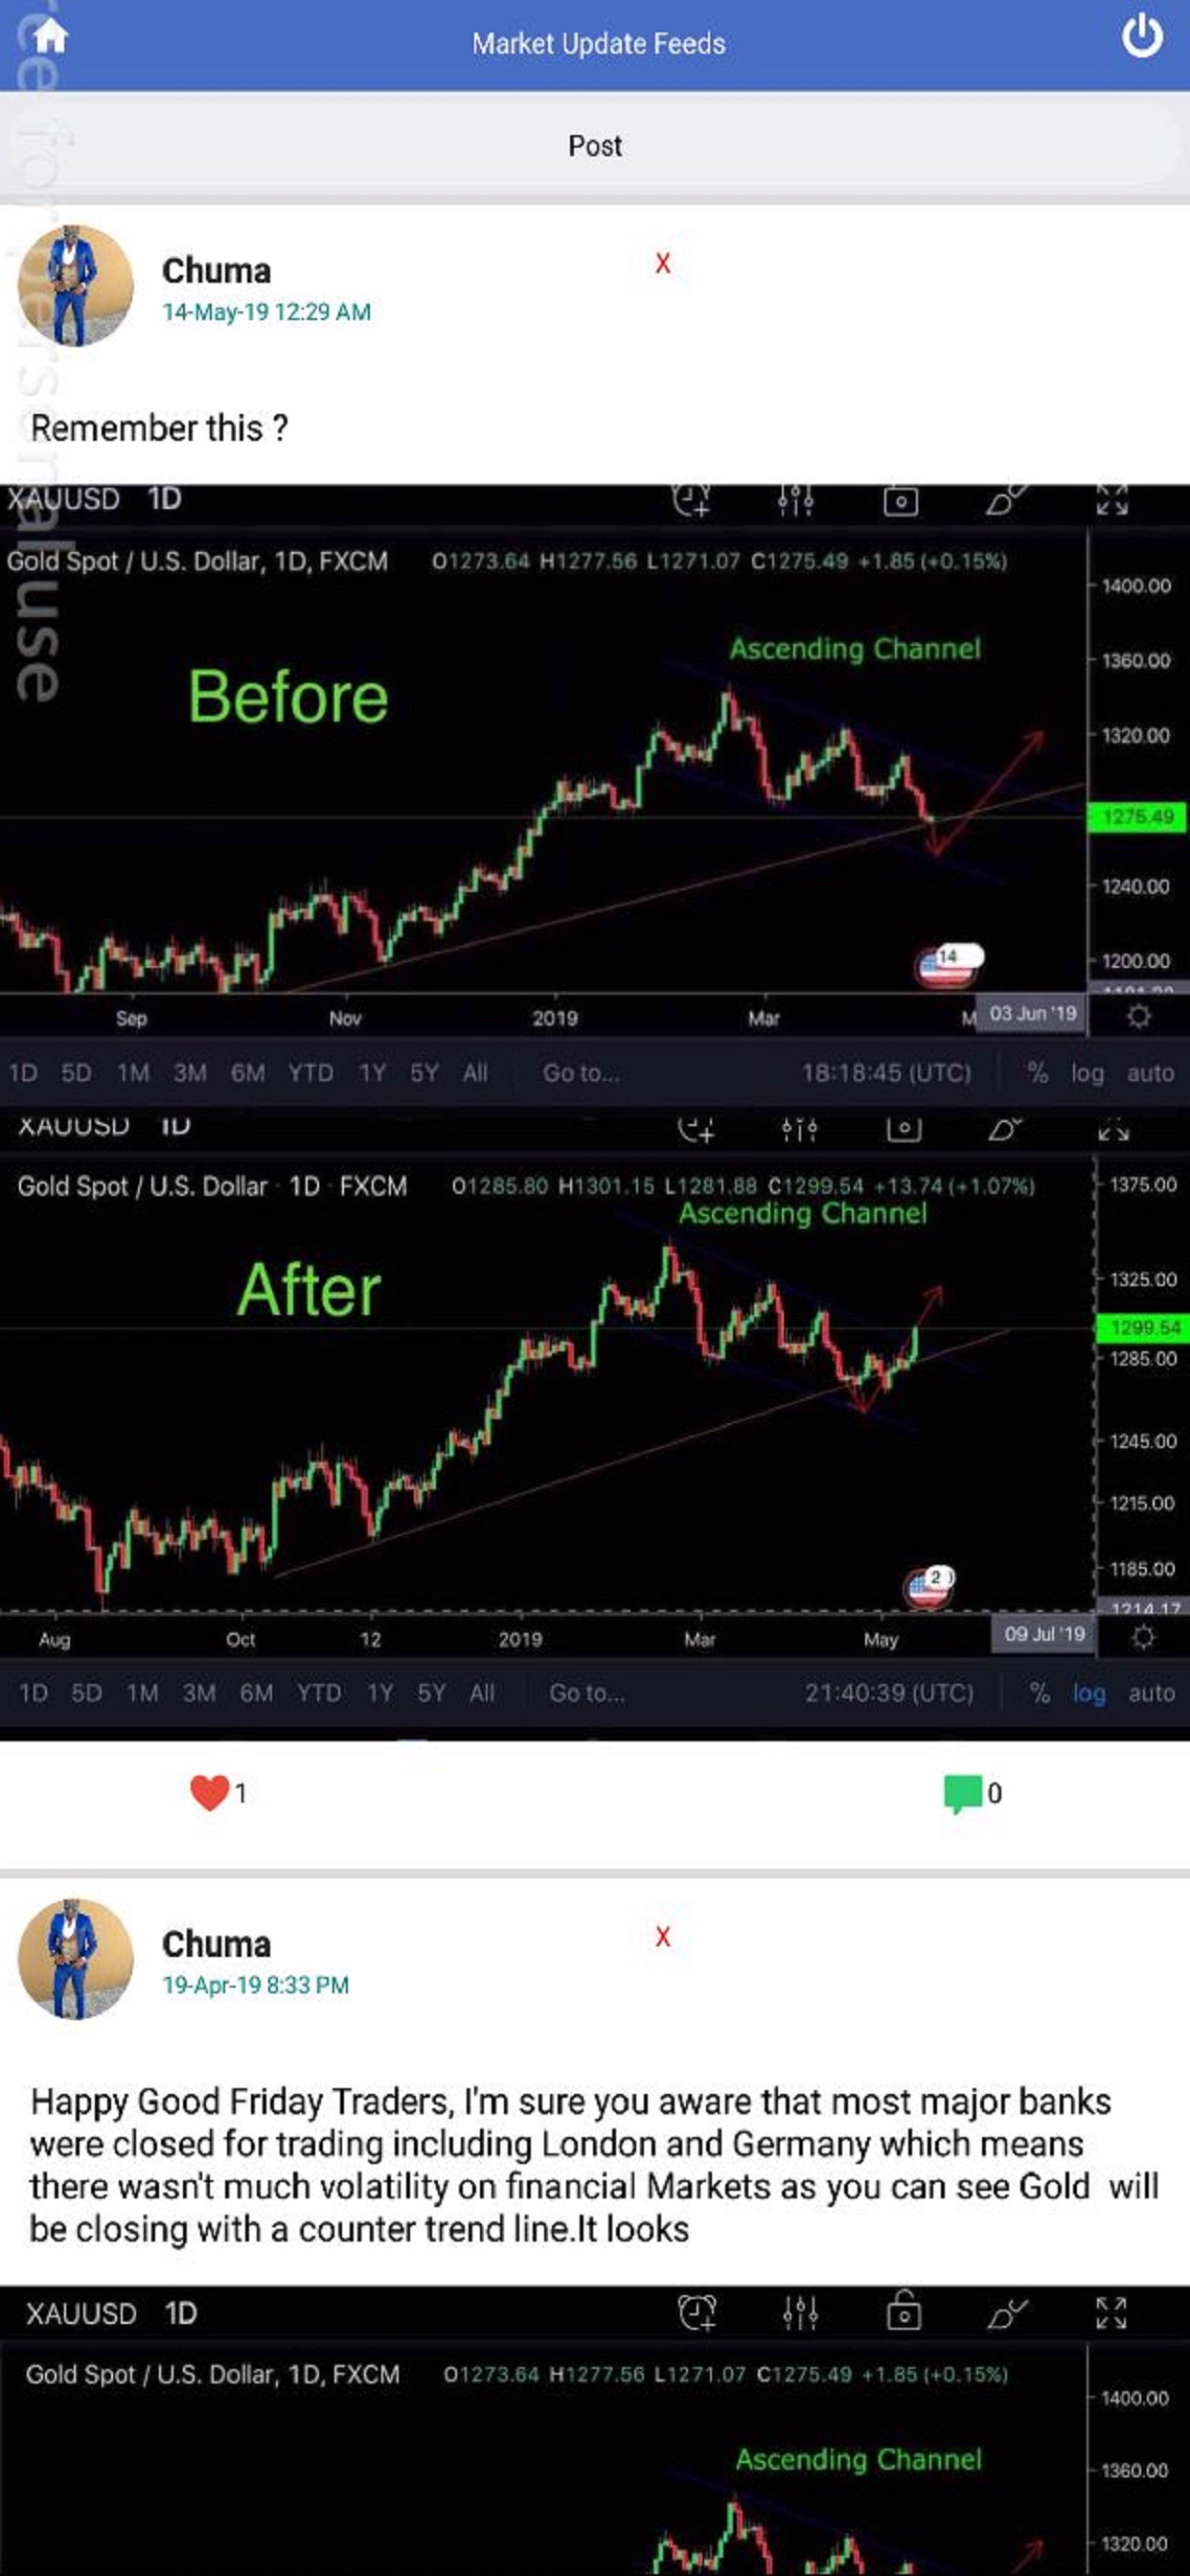 Market Update Feeds
Post
Chuma
X
14-May-19 12:29 AM
Remember this ?
XAUUSD 1D
Gold Spot / U.S. Dollar, 1D, FXCM O1273.64 H1277.56 L1271.07 C1275.49 +1.85 (+0.15%)
1400.00
Ascending Channel
1360.00
Before
1320.00
1275.49
1240.00
14
1200.00
Sep Nov 2019 Mar M 03 Jun '19
1D 5D 1M 3M 6M YTD 1Y 5Y All Go to... 18:18:45 (UTC) % log auto
XAUUSD 1D
Gold Spot / U.S. Dollar · 1D · FXCM O1285.80 H1301.15 L1281.88 C1299.54 +13.74 (+1.07%)
1375.00
Ascending Channel
After
1325.00
1299.54
1285.00
1245.00
1215.00
1185.00
2
1214.17
Aug Oct 12 2019 Mar May 09 Jul '19
1D 5D 1M 3M 6M YTD 1Y 5Y All Go to... 21:40:39 (UTC) % log auto
1 0
Chuma
X
19-Apr-19 8:33 PM
Happy Good Friday Traders, I'm sure you aware that most major banks
were closed for trading including London and Germany which means
there wasn't much volatility on financial Markets as you can see Gold will
be closing with a counter trend line.It looks
XAUUSD 1D
Gold Spot / U.S. Dollar, 1D, FXCM O1273.64 H1277.56 L1271.07 C1275.49 +1.85 (+0.15%)
1400.00
Ascending Channel
1360.00
1320.00
for personal use